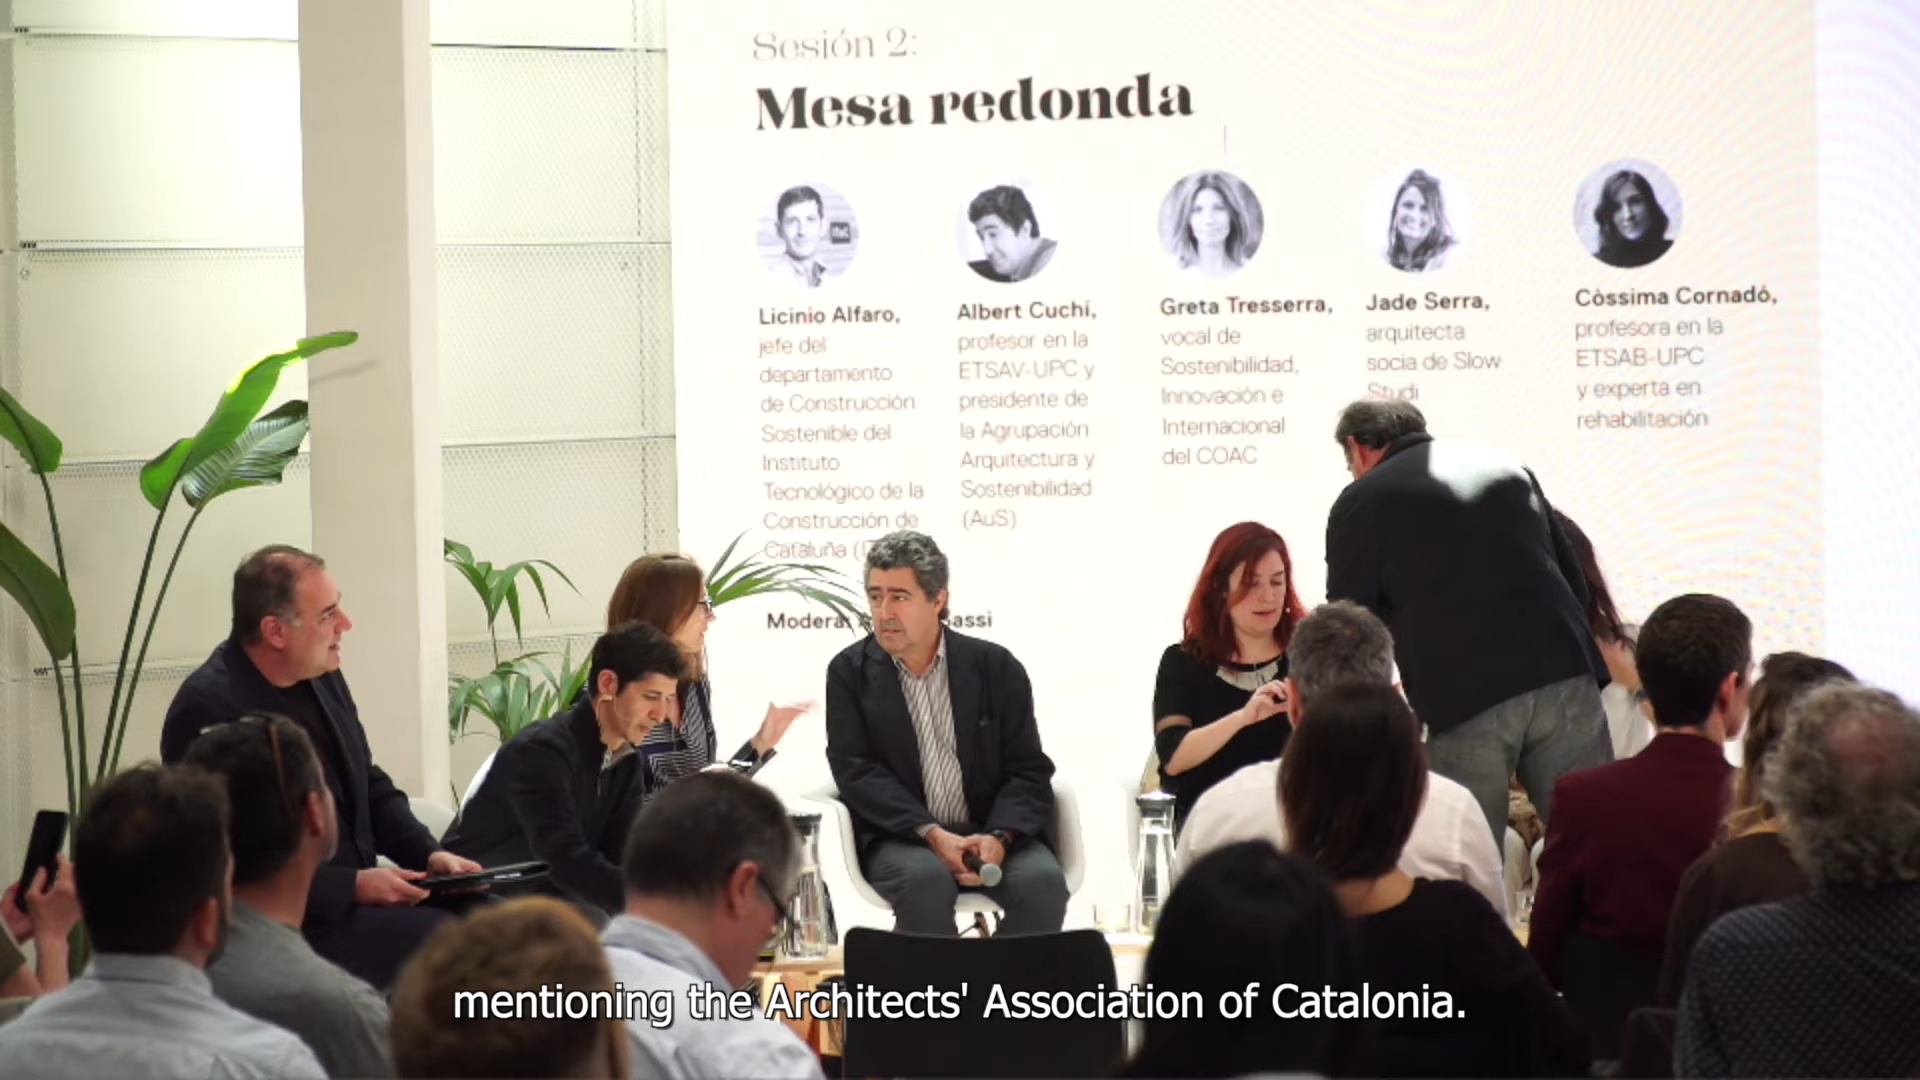 Sesión 2:
Mesa redonda
Licinio Alfaro,
jefe del
departamento
de Construcción
Sostenible del
Instituto
Tecnológico de la
Construcción de
Cataluña
Albert Cuchí,
profesor en la
ETSAV-UPC y
presidente de
la Agrupación
Arquitectura y
Sostenibilidad
(AuS)
Greta Tresserra,
vocal de
Sostenibilidad,
Innovación e
Internacional
del COAC
Jade Serra,
arquitecta
socia de Slow
Studi
Còssima Cornadó,
profesora en la
ETSAB-UPC
y experta en
rehabilitación
mentioning the Architects' Association of Catalonia.